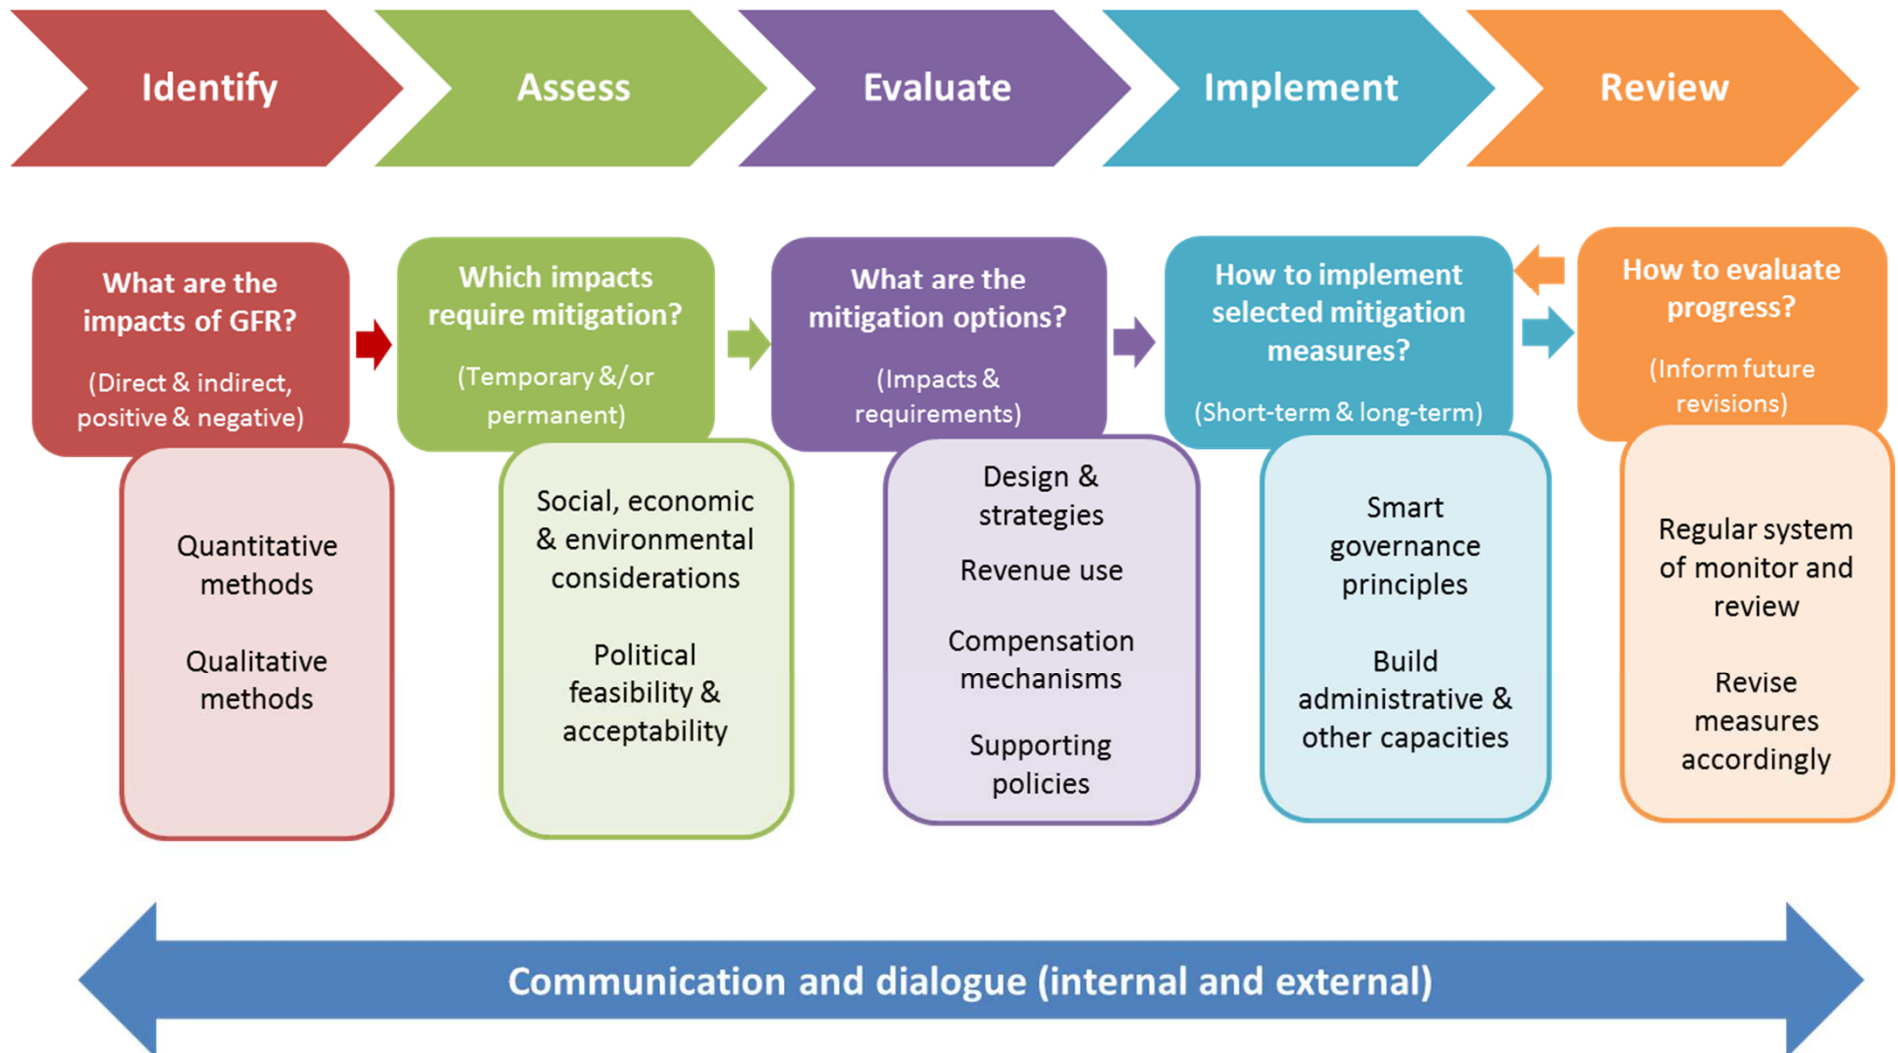 Identify
Assess
Evaluate
Implement
Review
What are the
impacts of GFR?
(Direct & indirect,
positive & negative)
Which impacts
require mitigation?
(Temporary &/or
permanent)
What are the
mitigation options?
(Impacts &
requirements)
How to implement
selected mitigation
measures?
(Short-term & long-term)
How to evaluate
progress?
(Inform future
revisions)
Quantitative
methods
Qualitative
methods
Social, economic
& environmental
considerations
Political
feasibility &
acceptability
Design &
strategies
Revenue use
Compensation
mechanisms
Supporting
policies
Smart
governance
principles
Build
administrative &
other capacities
Regular system
of monitor and
review
Revise
measures
accordingly
Communication and dialogue (internal and external)